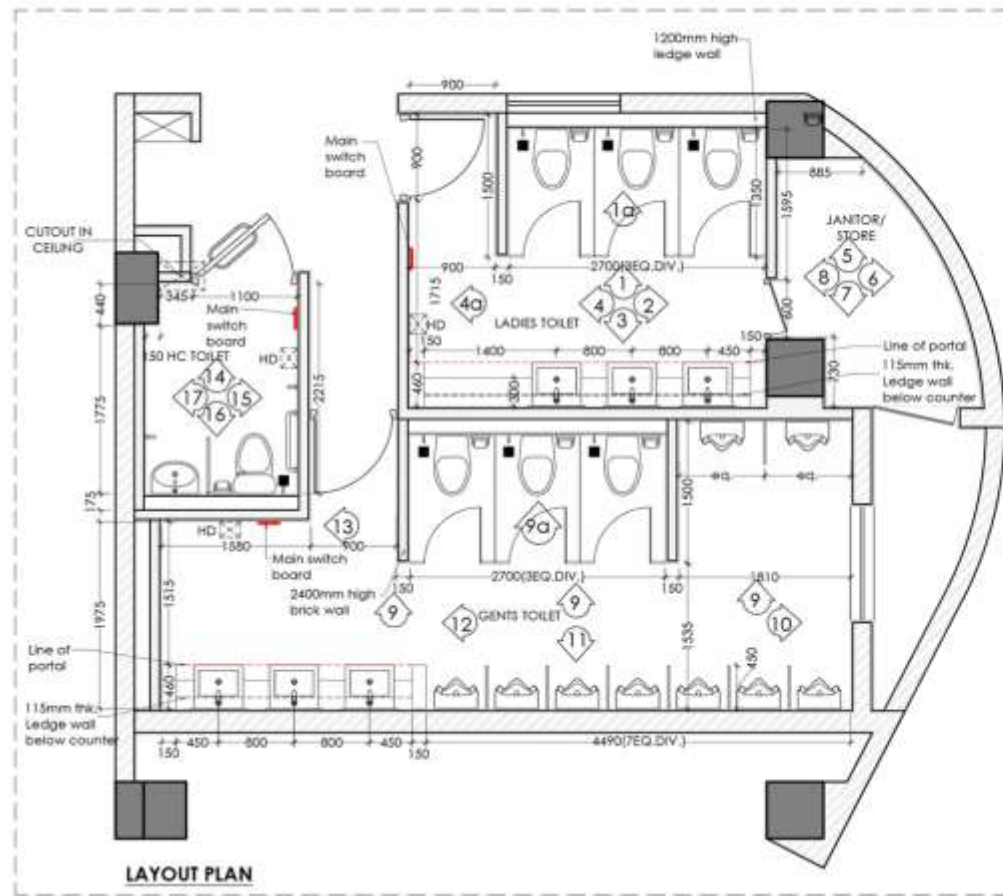 1200mm high
ledge wall
900
Main
switch
board
900
1500
1a
1350
885
1595
JANITOR/
STORE
5
8
6
7
CUTOUT IN
CEILING
345
1100
440
Main
switch
board
900
150
2700(3EQ.DIV.)
1
4
2
3
4a
1715
600
LADIES TOILET
HD
150
150
150 HC TOILET
HD
14
17
15
16
1400
800
800
450
Line of portal
115mm thk.
Ledge wall
below counter
460
300
730
2215
1775
175
eq.
eq.
1500
9a
HD
13
1580
900
Main switch
board
2400mm high
brick wall
150
2700(3EQ.DIV.)
150
1810
1515
1975
9
12
GENTS TOILET
9
11
9
10
1535
450
Line of
portal
460
115mm thk.
Ledge wall
below counter
450
800
800
450
150
150
4490(7EQ.DIV.)
LAYOUT PLAN